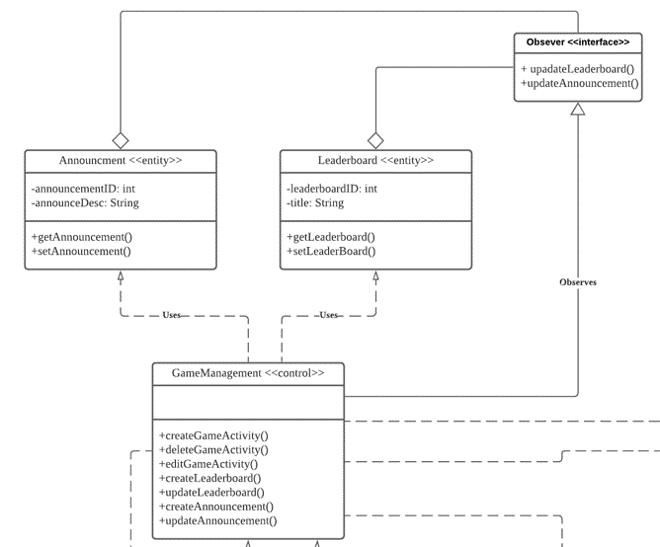 Obsever <<interface>>
+ upadateLeaderboard()
+updateAnnouncement()
Announcment <<entity>>
-announcementID: int
-announceDesc: String
+getAnnouncement()
+setAnnouncement()
Leaderboard <<entity>>
-leaderboardID: int
-title: String
+getLeaderboard()
+setLeaderBoard()
Observes
Uses
Uses
GameManagement <<control>>
+createGameActivity()
+deleteGameActivity()
+editGameActivity()
+createLeaderboard()
+updateLeaderboard()
+createAnnouncement()
+updateAnnouncement()